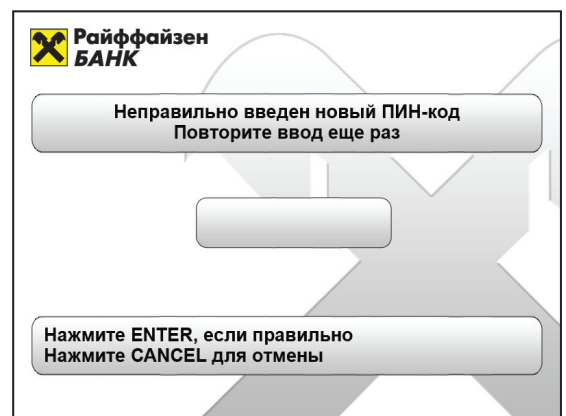 Райффайзен
БАНК
Неправильно введен новый ПИН-код
Повторите ввод еще раз
Нажмите ENTER, если правильно
Нажмите CANCEL для отмены